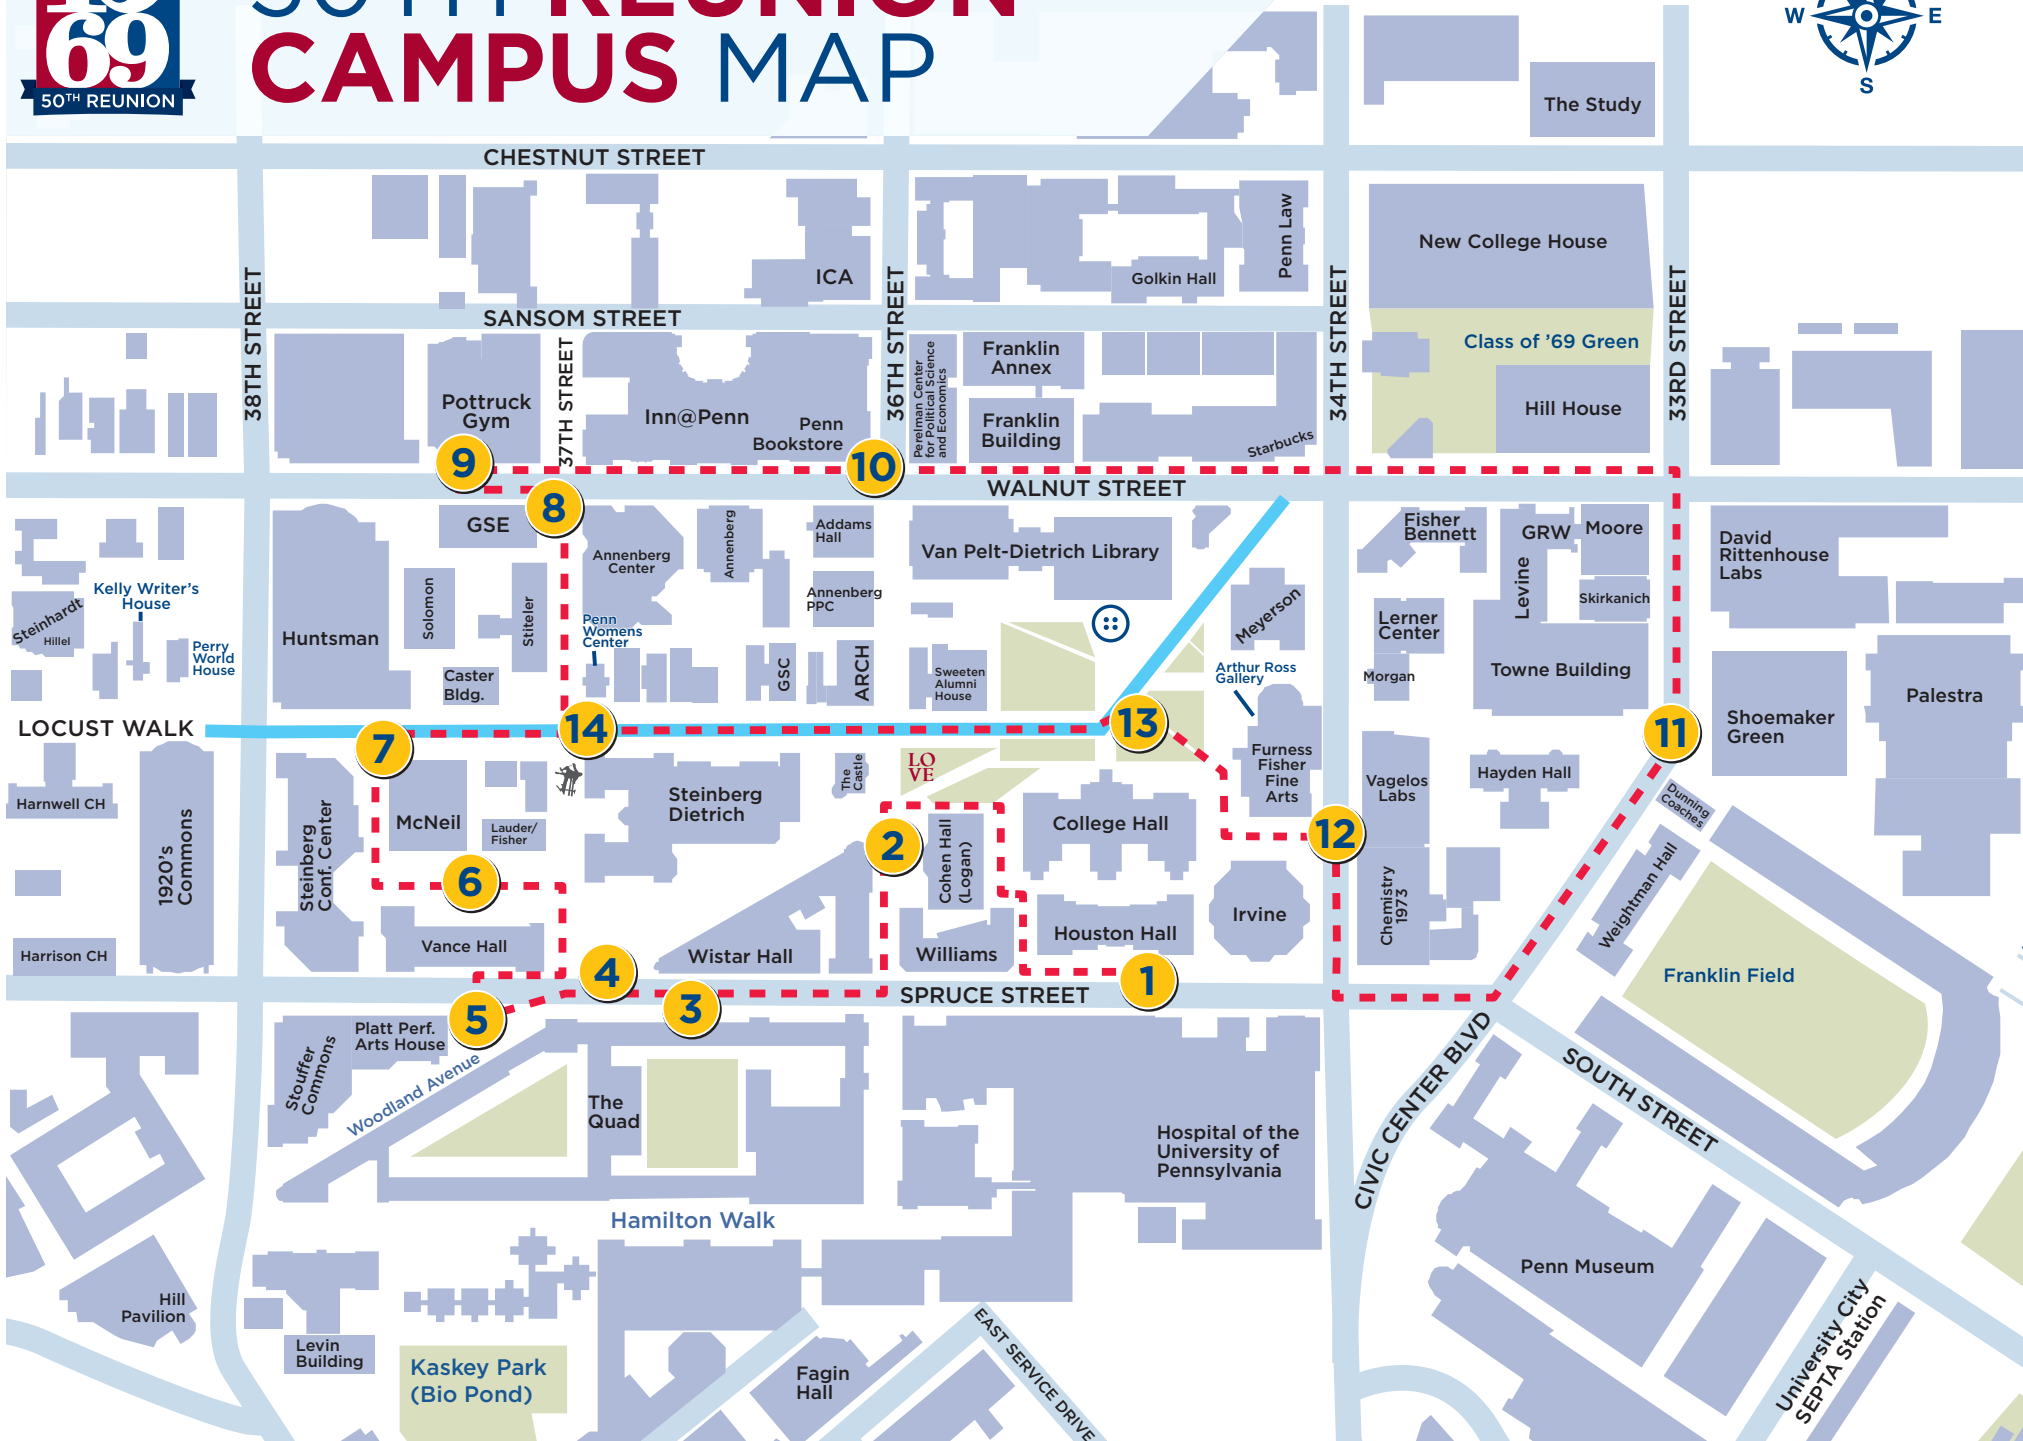 69
50TH REUNION
REUNION
CAMPUS MAP
W
E
S
The Study
CHESTNUT STREET
ICA
Golkin Hall
Penn Law
New College House
38TH STREET
SANSOM STREET
36TH STREET
34TH STREET
33RD STREET
37TH STREET
Class of ’69 Green
Pottruck
Gym
Inn@Penn
Penn
Bookstore
Perelman Center
for Political Science
and Economics
Franklin
Annex
Franklin
Building
Starbucks
Hill House
9
10
8
WALNUT STREET
GSE
Annenberg
Center
Annenberg
Addams
Hall
Annenberg
PPC
Van Pelt-Dietrich Library
Fisher
Bennett
Levine
GRW
Moore
Skirkanich
David
Rittenhouse
Labs
Steinhardt
Hillel
Kelly Writer’s
House
Perry
World
House
Huntsman
Solomon
Stiteler
Caster
Bldg.
Penn
Womens
Center
GSC
ARCH
Sweeten
Alumni
House
Meyerson
Arthur Ross
Gallery
Lerner
Center
Morgan
Towne Building
Shoemaker
Green
Palestra
LOCUST WALK
7
14
13
11
Harnwell CH
1920’s
Commons
Steinberg
Conf. Center
McNeil
Lauder/
Fisher
Steinberg
Dietrich
The
Castle
LO
VE
College Hall
Furness
Fisher
Fine
Arts
Vagelos
Labs
Hayden Hall
Dunning
Coaches
2
12
6
Cohen Hall
(Logan)
Harrison CH
Vance Hall
Wistar Hall
Williams
Houston Hall
Irvine
Chemistry
1973
Weightman Hall
Franklin Field
4
1
3
5
SPRUCE STREET
Platt Perf.
Arts House
Stouffer
Commons
Woodland Avenue
The
Quad
Hospital of the
University of
Pennsylvania
CIVIC CENTER BLVD
SOUTH STREET
Hamilton Walk
Penn Museum
Hill
Pavilion
Levin
Building
Kaskey Park
(Bio Pond)
Fagin
Hall
EAST SERVICE DRIVE
University City
SEPTA Station